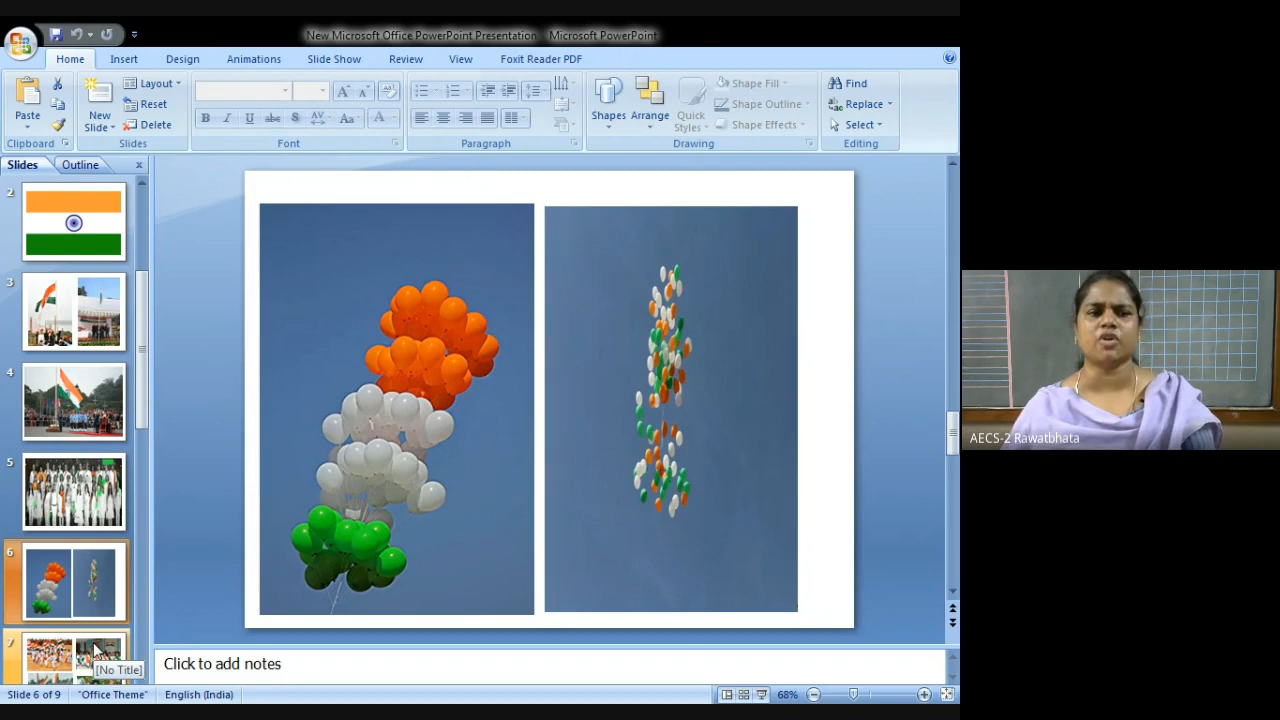 New Microsoft Office PowerPoint Presentation - Microsoft PowerPoint
Home Insert Design Animations Slide Show Review View Foxit Reader PDF
Paste
New Slide
Layout
Reset
Delete
B I U abc S AV Aa A
Shapes Arrange Quick Styles
Shape Fill
Shape Outline
Shape Effects
Find
Replace
Select
Clipboard Slides Font Paragraph Drawing Editing
Slides Outline
2
3
4
5
6
7
[No Title]
AECS-2 Rawatbhata
Click to add notes
Slide 6 of 9 "Office Theme" English (India) 68%